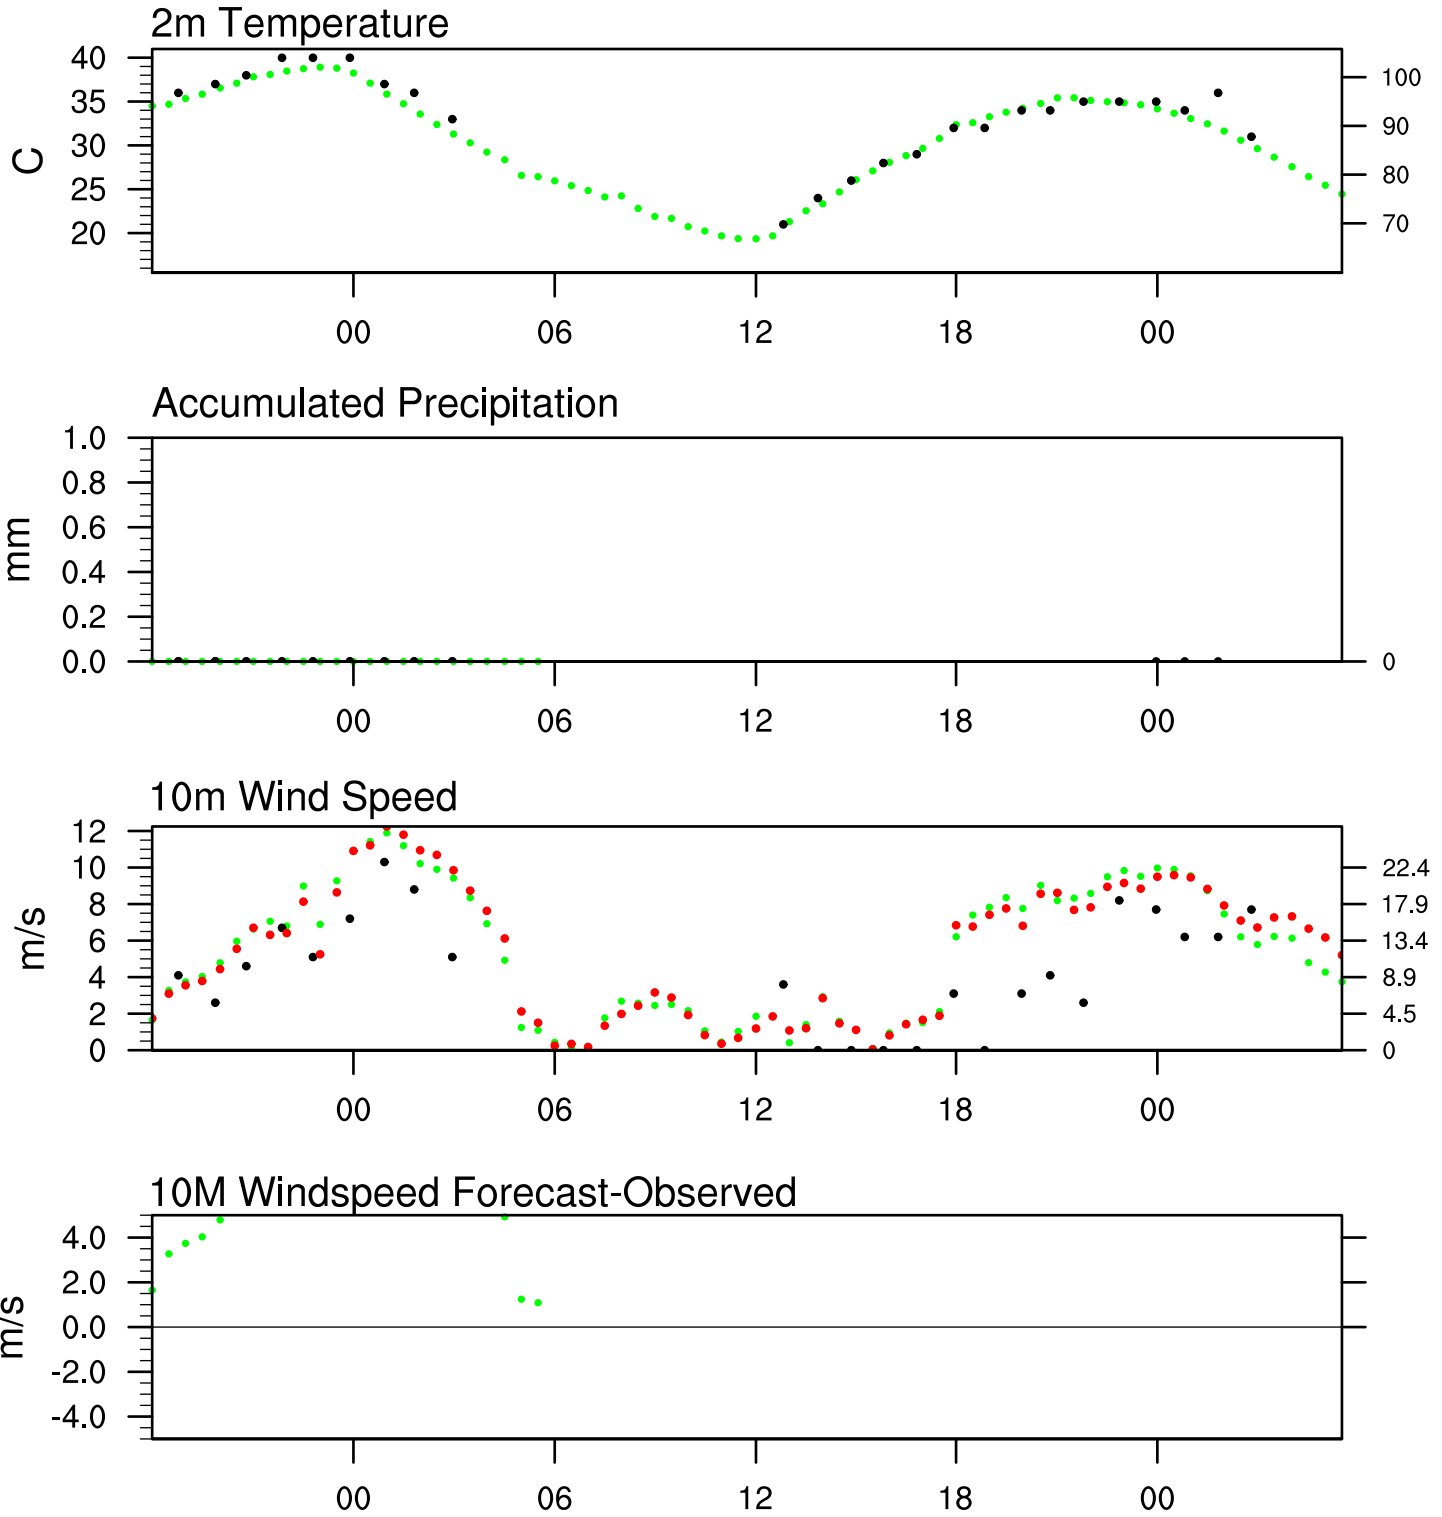 2m Temperature
40
35
30
25
20
C
100
90
80
70
00 06 12 18 00
Accumulated Precipitation
1.0
0.8
0.6
0.4
0.2
0.0
mm
0
00 06 12 18 00
10m Wind Speed
12
10
8
6
4
2
0
m/s
22.4
17.9
13.4
8.9
4.5
0
00 06 12 18 00
10M Windspeed Forecast-Observed
4.0
2.0
0.0
-2.0
-4.0
m/s
00 06 12 18 00